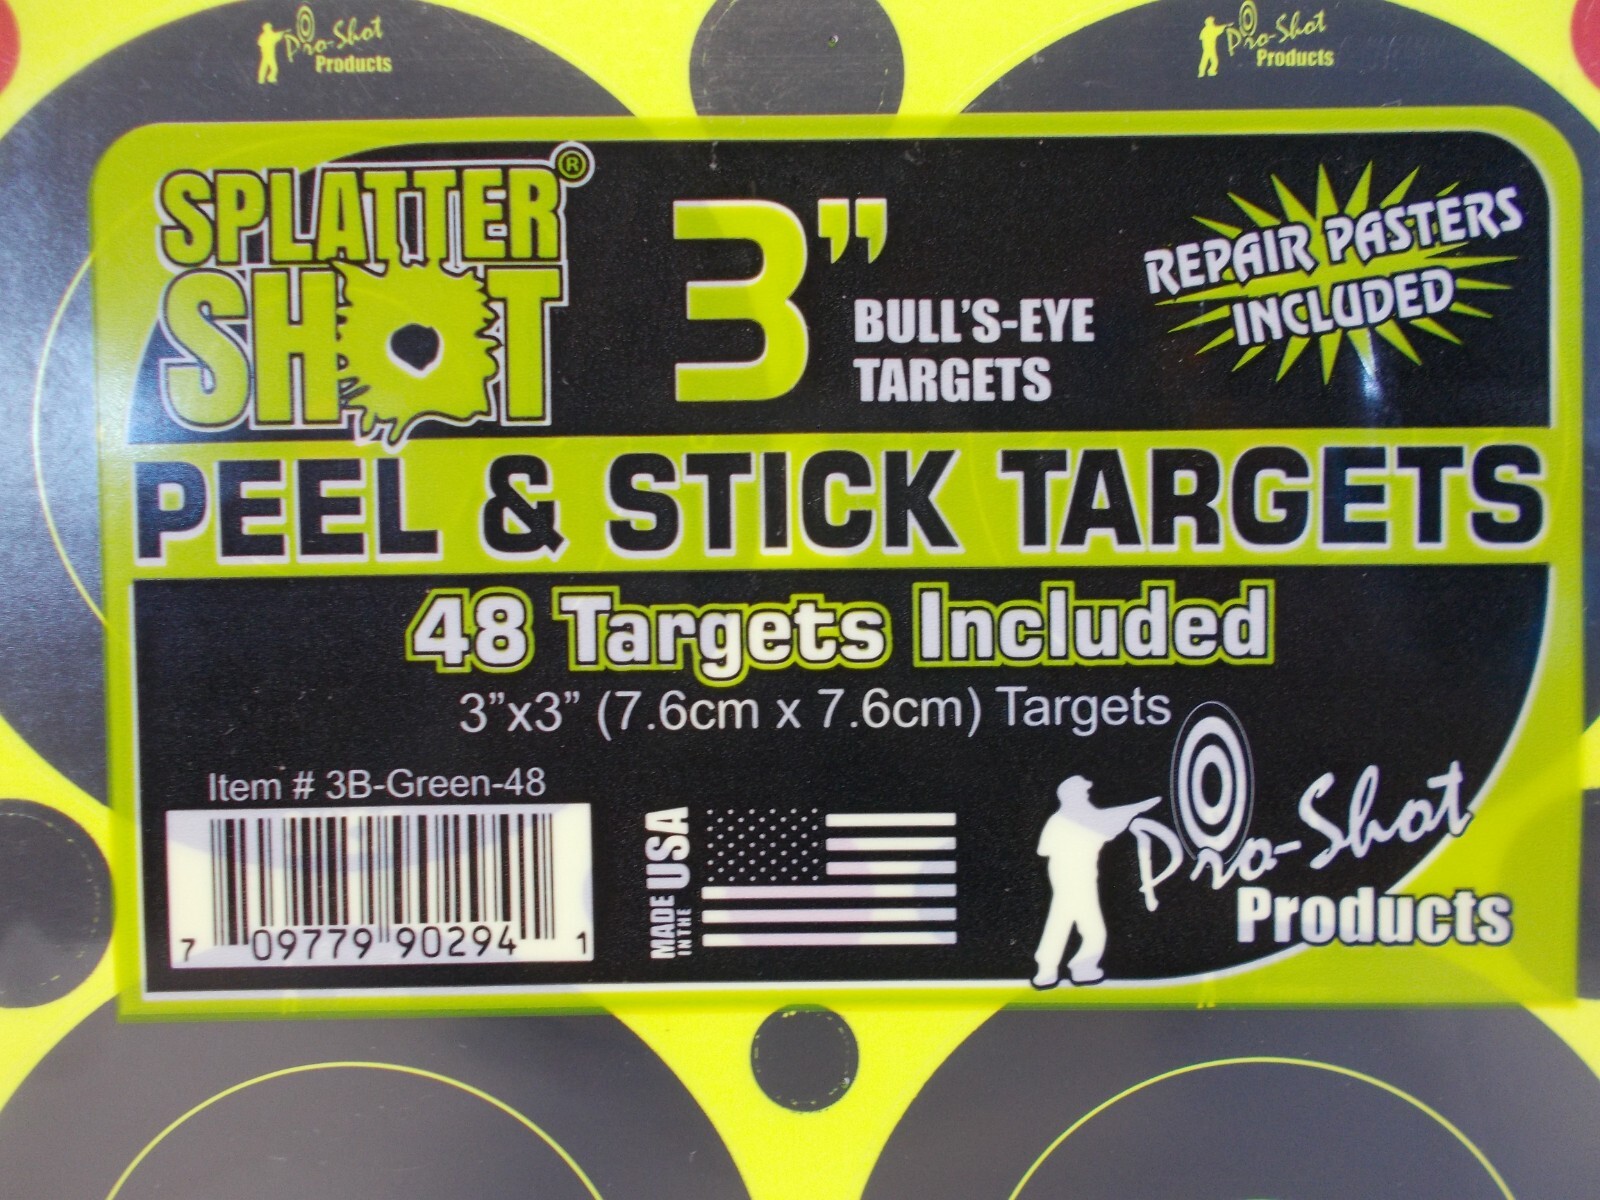 Pro-Shot
Products
Pro-Shot
Products
SPLATTER®
SHOT
3"
BULL'S-EYE
TARGETS
REPAIR PASTERS
INCLUDED
PEEL & STICK TARGETS
48 Targets Included
3"x3" (7.6cm x 7.6cm) Targets
Item # 3B-Green-48
7 09779 90294 1
MADE
IN THE
USA
Pro-Shot
Products